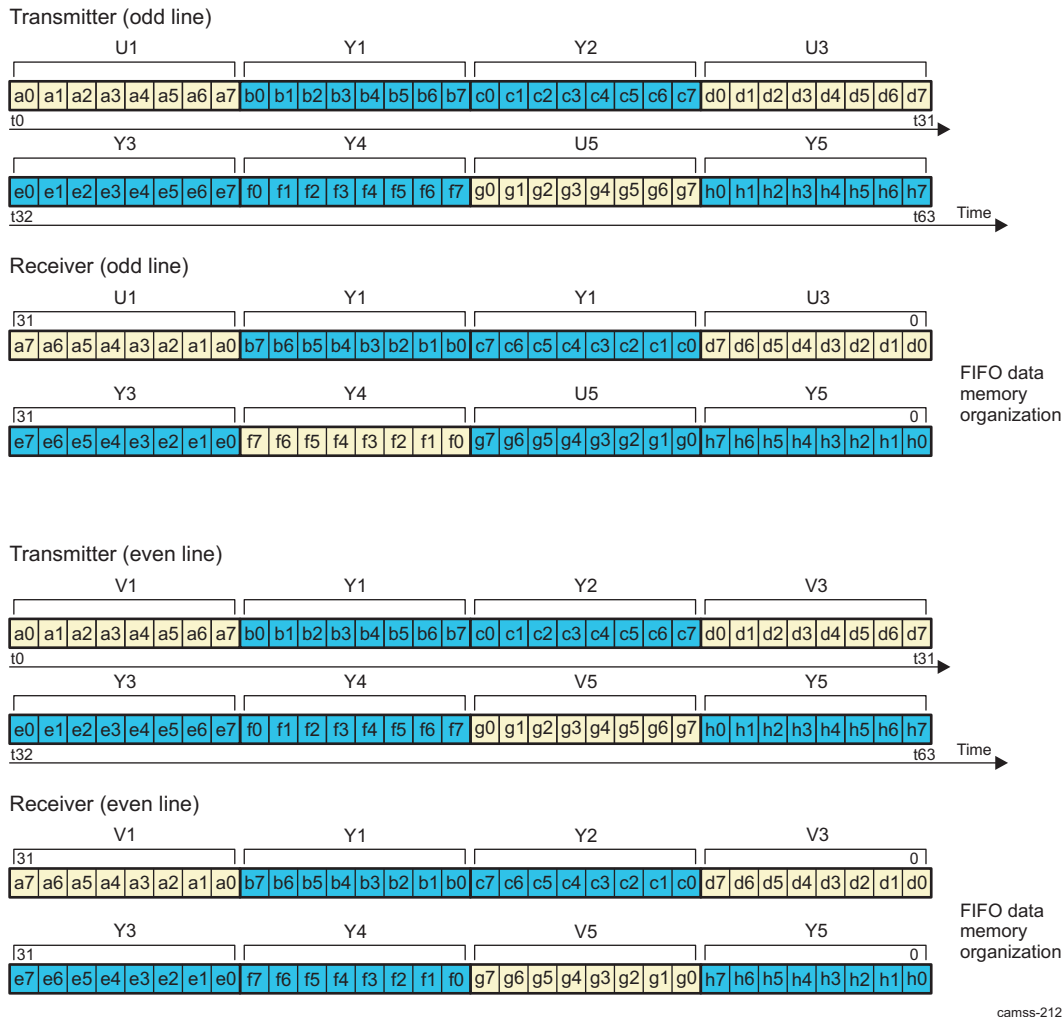 Transmitter (odd line)
U1 Y1 Y2 U3
a0 a1 a2 a3 a4 a5 a6 a7 b0 b1 b2 b3 b4 b5 b6 b7 c0 c1 c2 c3 c4 c5 c6 c7 d0 d1 d2 d3 d4 d5 d6 d7
t0 t31
Y3 Y4 U5 Y5
e0 e1 e2 e3 e4 e5 e6 e7 f0 f1 f2 f3 f4 f5 f6 f7 g0 g1 g2 g3 g4 g5 g6 g7 h0 h1 h2 h3 h4 h5 h6 h7
t32 t63 Time
Receiver (odd line)
U1 Y1 Y1 U3
31 0
a7 a6 a5 a4 a3 a2 a1 a0 b7 b6 b5 b4 b3 b2 b1 b0 c7 c6 c5 c4 c3 c2 c1 c0 d7 d6 d5 d4 d3 d2 d1 d0
Y3 Y4 U5 Y5
31 0
e7 e6 e5 e4 e3 e2 e1 e0 f7 f6 f5 f4 f3 f2 f1 f0 g7 g6 g5 g4 g3 g2 g1 g0 h7 h6 h5 h4 h3 h2 h1 h0
FIFO data
memory
organization
Transmitter (even line)
V1 Y1 Y2 V3
a0 a1 a2 a3 a4 a5 a6 a7 b0 b1 b2 b3 b4 b5 b6 b7 c0 c1 c2 c3 c4 c5 c6 c7 d0 d1 d2 d3 d4 d5 d6 d7
t0 t31
Y3 Y4 V5 Y5
e0 e1 e2 e3 e4 e5 e6 e7 f0 f1 f2 f3 f4 f5 f6 f7 g0 g1 g2 g3 g4 g5 g6 g7 h0 h1 h2 h3 h4 h5 h6 h7
t32 t63 Time
Receiver (even line)
V1 Y1 Y2 V3
31 0
a7 a6 a5 a4 a3 a2 a1 a0 b7 b6 b5 b4 b3 b2 b1 b0 c7 c6 c5 c4 c3 c2 c1 c0 d7 d6 d5 d4 d3 d2 d1 d0
Y3 Y4 V5 Y5
31 0
e7 e6 e5 e4 e3 e2 e1 e0 f7 f6 f5 f4 f3 f2 f1 f0 g7 g6 g5 g4 g3 g2 g1 g0 h7 h6 h5 h4 h3 h2 h1 h0
FIFO data
memory
organization
camss-212